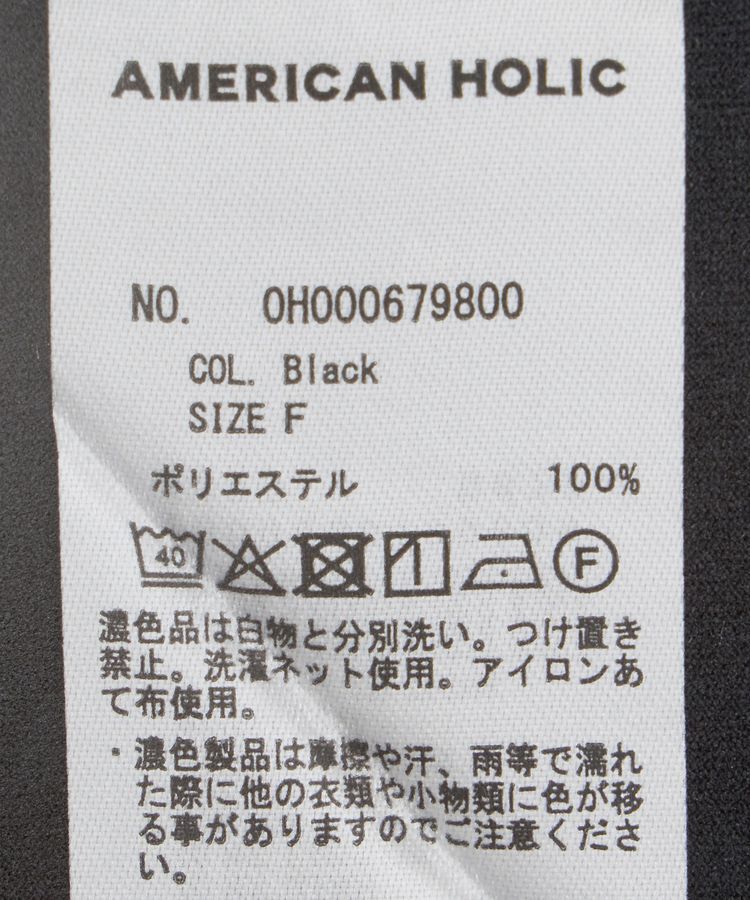 AMERICAN HOLIC
NO. 0H000679800
COL. Black
SIZE F
ポリエステル 100%
40 F
濃色品は白物と分別洗い。つけ置き
禁止。洗濯ネット使用。アイロンあ
て布使用。
・濃色製品は摩擦や汗、雨等で濡れ
た際に他の衣類や小物類に色が移
る事がありますのでご注意くださ
い。